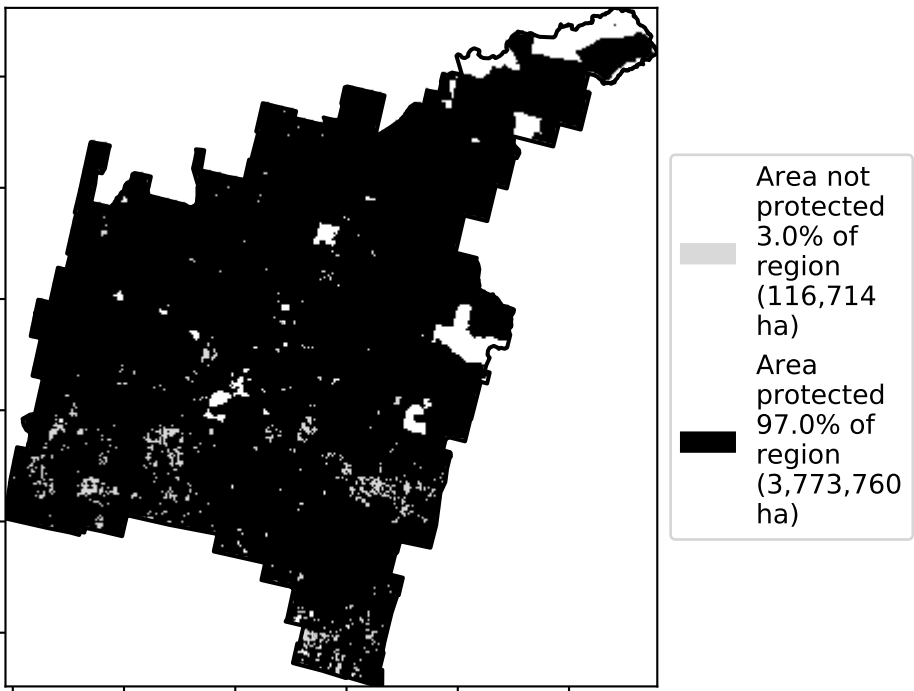 Area not
protected
3.0% of
region
(116,714
ha)
Area
protected
97.0% of
region
(3,773,760
ha)